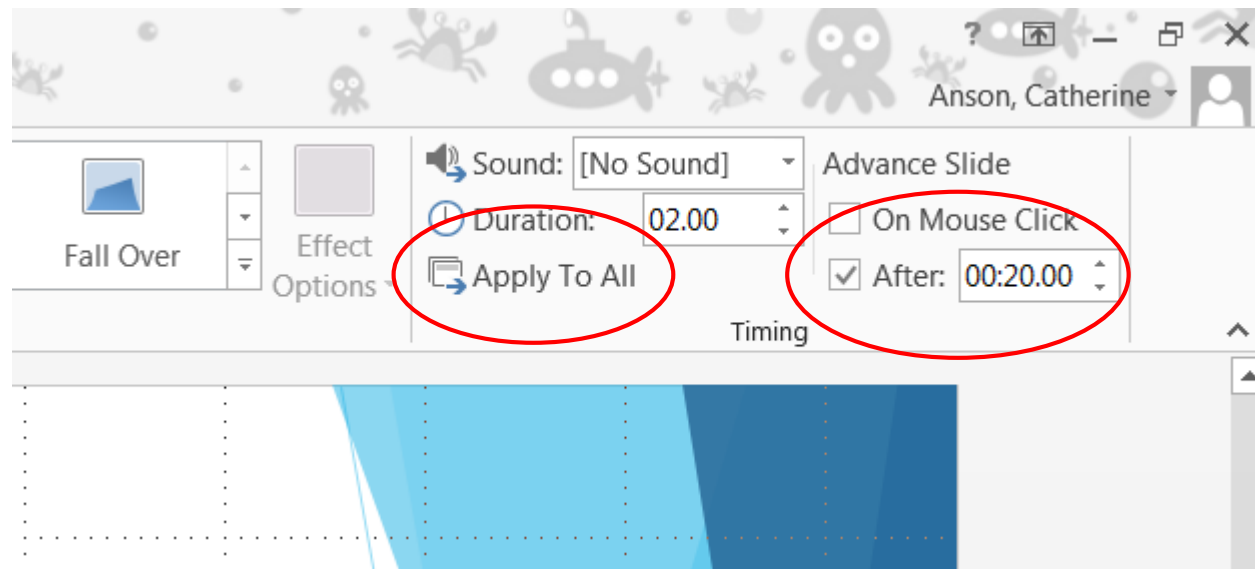 ?
Anson, Catherine
Sound: [No Sound]
Advance Slide
Duration: 02.00
On Mouse Click
Fall Over
Effect
Options
Apply To All
After: 00:20.00
Timing